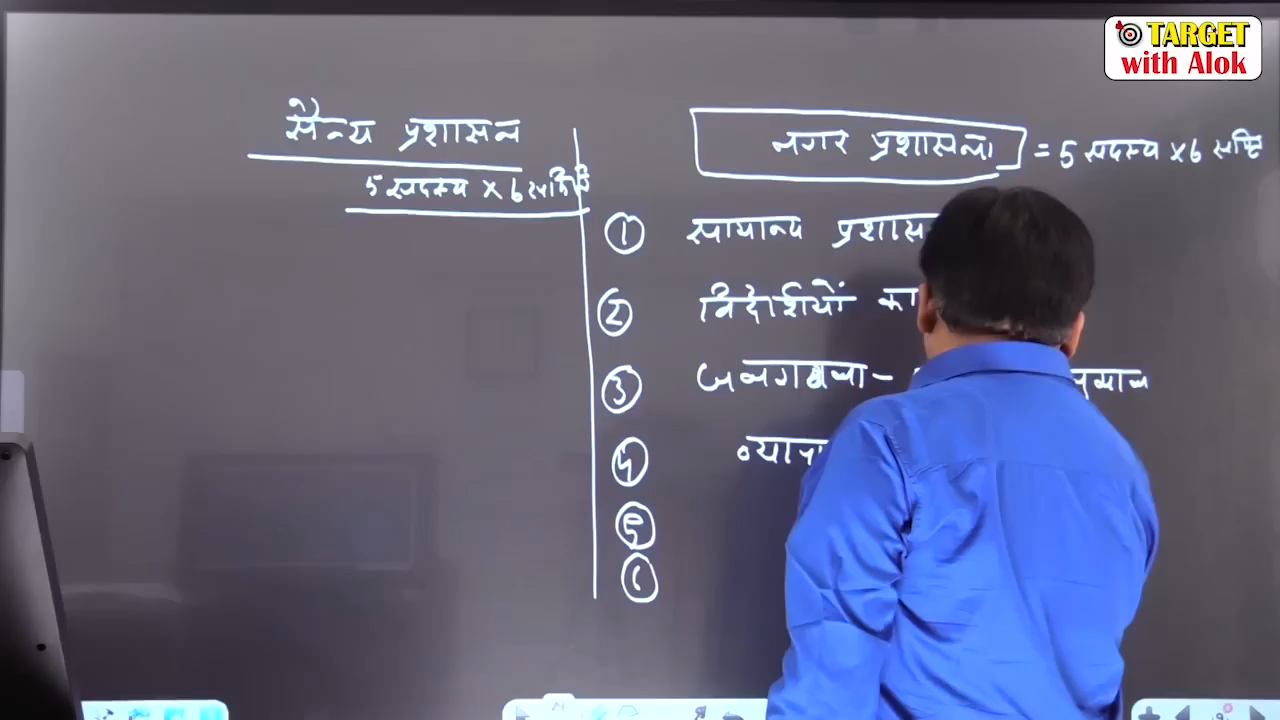 TARGET
with Alok
सैन्य प्रशासन
5 सदस्य × 6 समिति
नगर प्रशासन = 5 सदस्य × 6 समिति
① सामान्य प्रशास
② विदेशियों का
③ जनगणना -
④ व्यापा
⑤
⑥